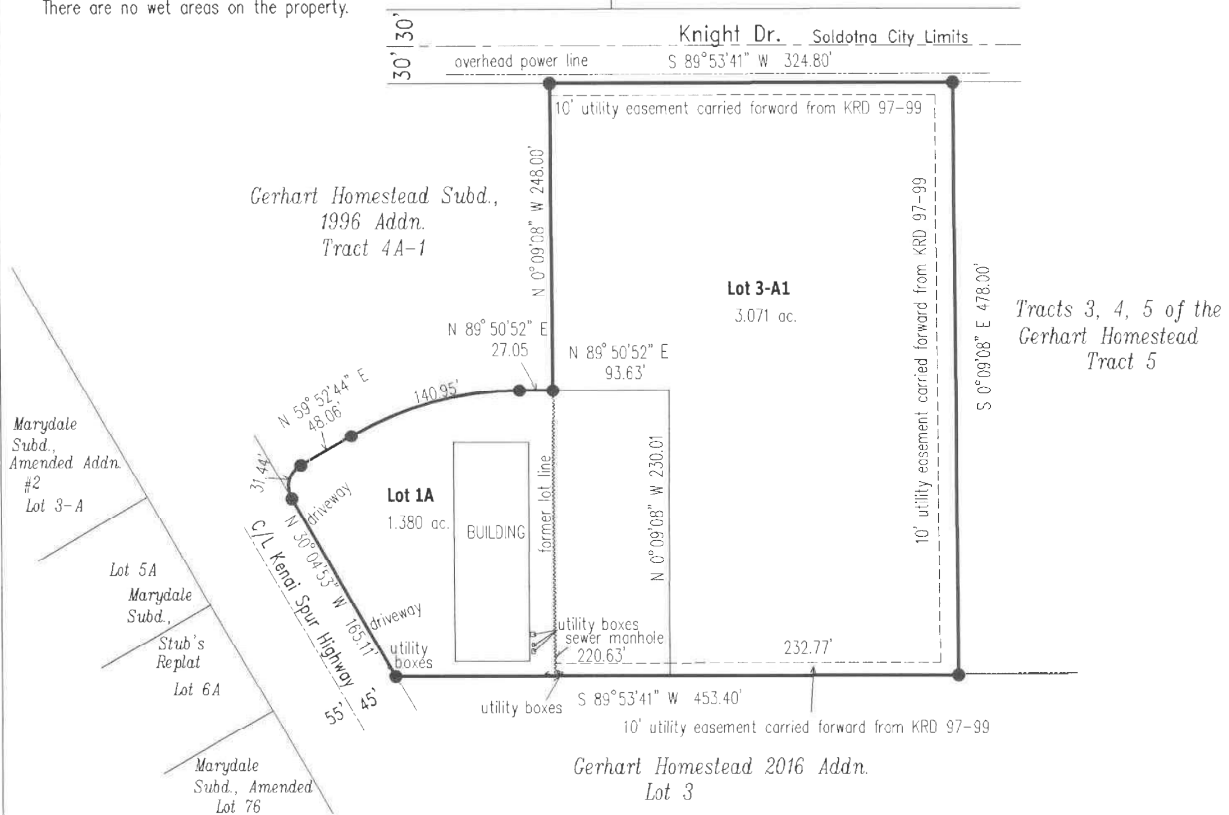 There are no wet areas on the property.
30' 30'
Knight Dr. Soldotna City Limits
overhead power line
S 89°53'41" W 324.80'
10' utility easement carried forward from KRD 97-99
N 0°09'08" W 248.00'
Gerhart Homestead Subd.,
1996 Addn.
Tract 4A-1
10' utility easement carried forward from KRD 97-99
S 0°09'08" E 478.00'
Lot 3-A1
3.071 ac.
Tracts 3, 4, 5 of the
Gerhart Homestead
Tract 5
N 89°50'52" E
27.05
N 89°50'52" E
93.63'
N 59°52'44" E
48.06'
140.95'
31.44'
Marydale
Subd.,
Amended Addn.
#2
Lot 3-A
driveway
Lot 1A
1.380 ac.
BUILDING
former lot line
N 0°09'08" W 230.01
N 30°04'53" W 165.11'
C/L Kenai Spur Highway
55' 45'
driveway
utility
boxes
utility boxes
sewer manhole
220.63'
232.77'
Lot 5A
Marydale
Subd.,
Stub's
Replat
Lot 6A
utility boxes
S 89°53'41" W 453.40'
10' utility easement carried forward from KRD 97-99
Gerhart Homestead 2016 Addn.
Lot 3
Marydale
Subd., Amended
Lot 76